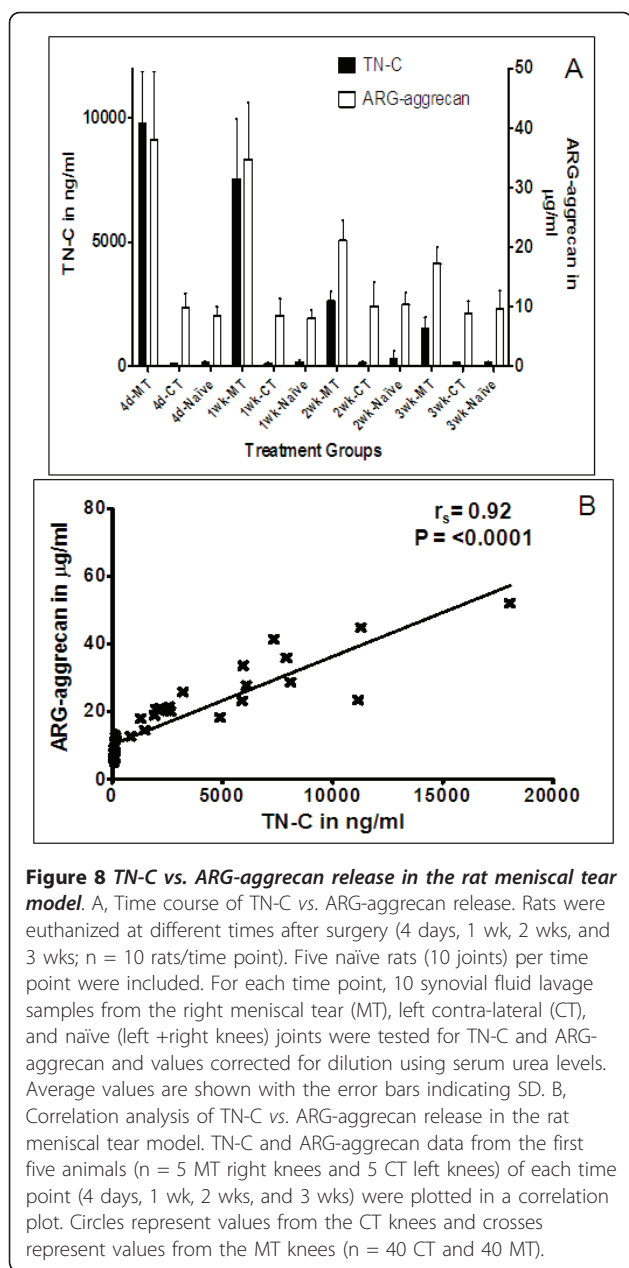 A
TN-C
ARG-aggrecan
TN-C in ng/ml
10000
5000
0
ARG-aggrecan in
µg/ml
50
40
30
20
10
0
4d-MT
4d-CT
4d-Naïve
1wk-MT
1wk-CT
1wk-Naïve
2wk-MT
2wk-CT
2wk-Naïve
3wk-MT
3wk-CT
3wk-Naïve
Treatment Groups
B
rs= 0.92
P = <0.0001
ARG-aggrecan in µg/ml
80
60
40
20
0
0
5000
10000
15000
20000
TN-C in ng/ml
Figure 8 TN-C vs. ARG-aggrecan release in the rat meniscal tear
model. A, Time course of TN-C vs. ARG-aggrecan release. Rats were
euthanized at different times after surgery (4 days, 1 wk, 2 wks, and
3 wks; n = 10 rats/time point). Five naïve rats (10 joints) per time
point were included. For each time point, 10 synovial fluid lavage
samples from the right meniscal tear (MT), left contra-lateral (CT),
and naïve (left +right knees) joints were tested for TN-C and ARG-
aggrecan and values corrected for dilution using serum urea levels.
Average values are shown with the error bars indicating SD. B,
Correlation analysis of TN-C vs. ARG-aggrecan release in the rat
meniscal tear model. TN-C and ARG-aggrecan data from the first
five animals (n = 5 MT right knees and 5 CT left knees) of each time
point (4 days, 1 wk, 2 wks, and 3 wks) were plotted in a correlation
plot. Circles represent values from the CT knees and crosses
represent values from the MT knees (n = 40 CT and 40 MT).